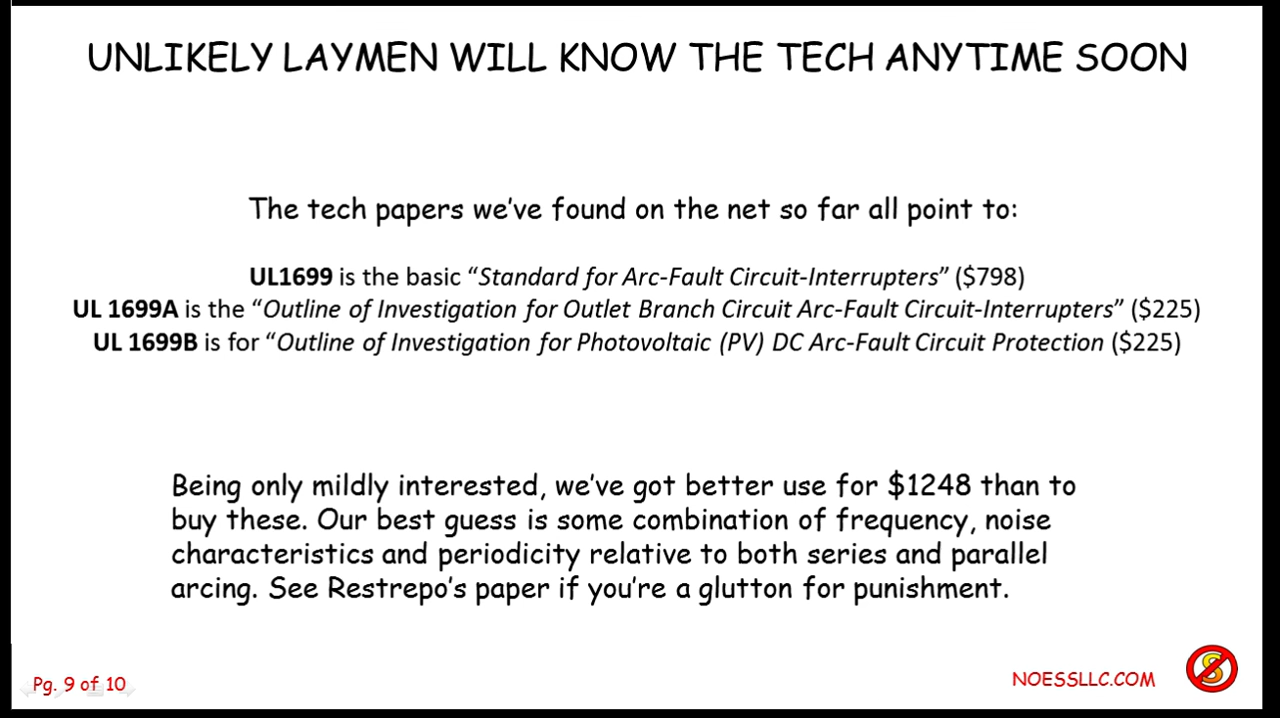 UNLIKELY LAYMEN WILL KNOW THE TECH ANYTIME SOON
The tech papers we've found on the net so far all point to:
UL1699 is the basic “Standard for Arc-Fault Circuit-Interrupters” ($798)
UL 1699A is the “Outline of Investigation for Outlet Branch Circuit Arc-Fault Circuit-Interrupters” ($225)
UL 1699B is for “Outline of Investigation for Photovoltaic (PV) DC Arc-Fault Circuit Protection ($225)
Being only mildly interested, we've got better use for $1248 than to
buy these. Our best guess is some combination of frequency, noise
characteristics and periodicity relative to both series and parallel
arcing. See Restrepo's paper if you're a glutton for punishment.
Pg. 9 of 10
NOESSLLC.COM
S